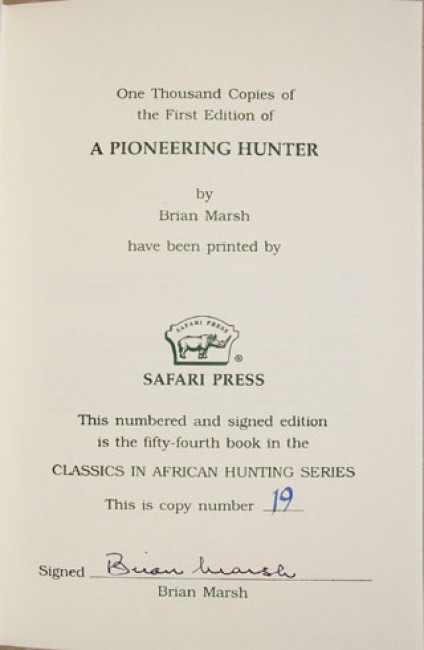 One Thousand Copies of
the First Edition of
A PIONEERING HUNTER
by
Brian Marsh
have been printed by
SAFARI PRESS
®
SAFARI PRESS
This numbered and signed edition
is the fifty-fourth book in the
CLASSICS IN AFRICAN HUNTING SERIES
This is copy number 19
Signed Brian Marsh
Brian Marsh